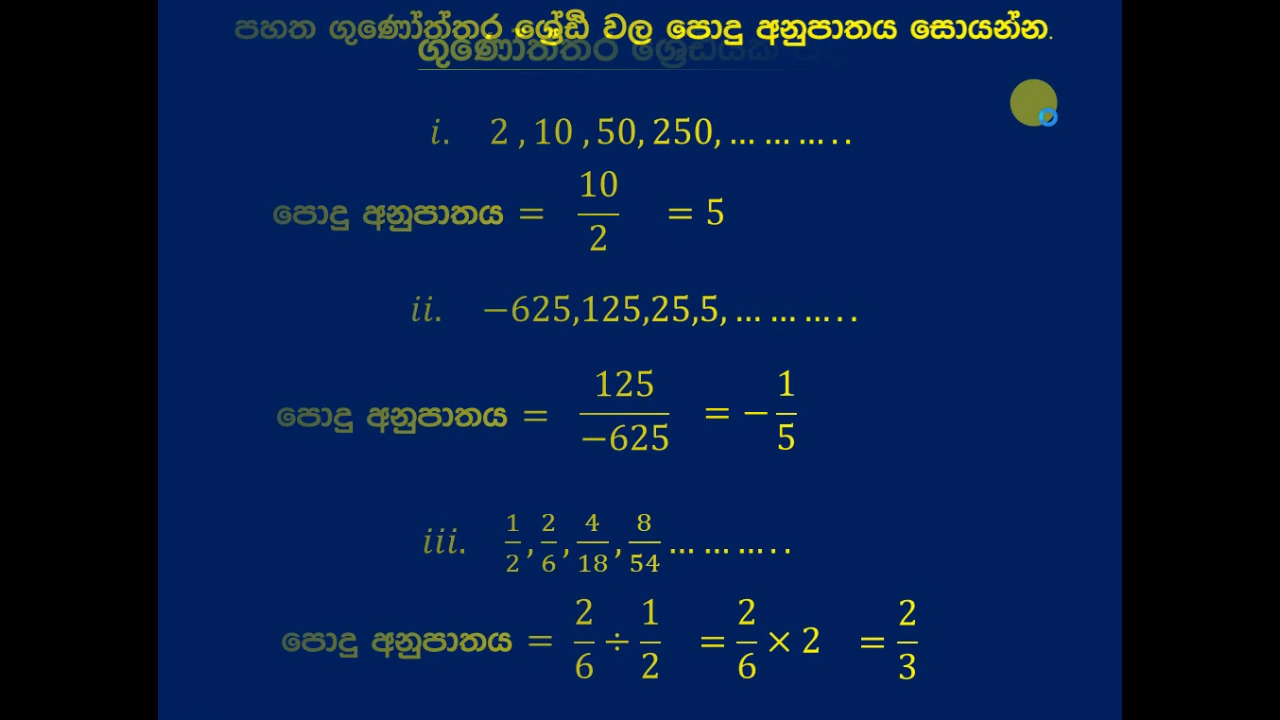 පහත ගුණෝත්තර ශ්‍රේඪි වල පොදු අනුපාතය සොයන්න.
ගුණෝත්තර ශ්‍රේඪියක
i. 2 , 10 , 50, 250, ... ... ... . .
පොදු අනුපාතය = 10/2 = 5
ii. −625,125,25,5, ... ... ... . .
පොදු අනුපාතය = 125/−625 = − 1/5
iii. 1/2 , 2/6 , 4/18 , 8/54 ... ... ... . .
පොදු අනුපාතය = 2/6 ÷ 1/2 = 2/6 × 2 = 2/3